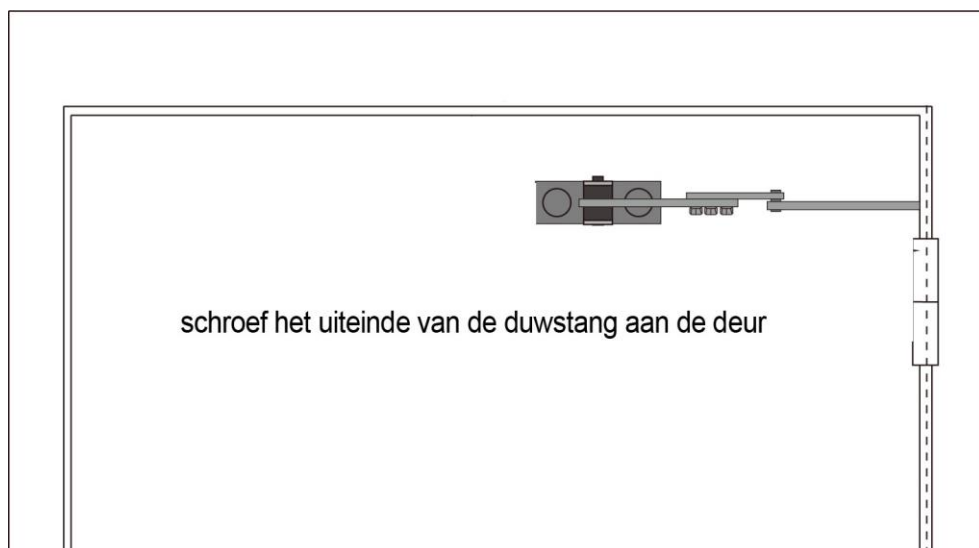 schroef het uiteinde van de duwstang aan de deur